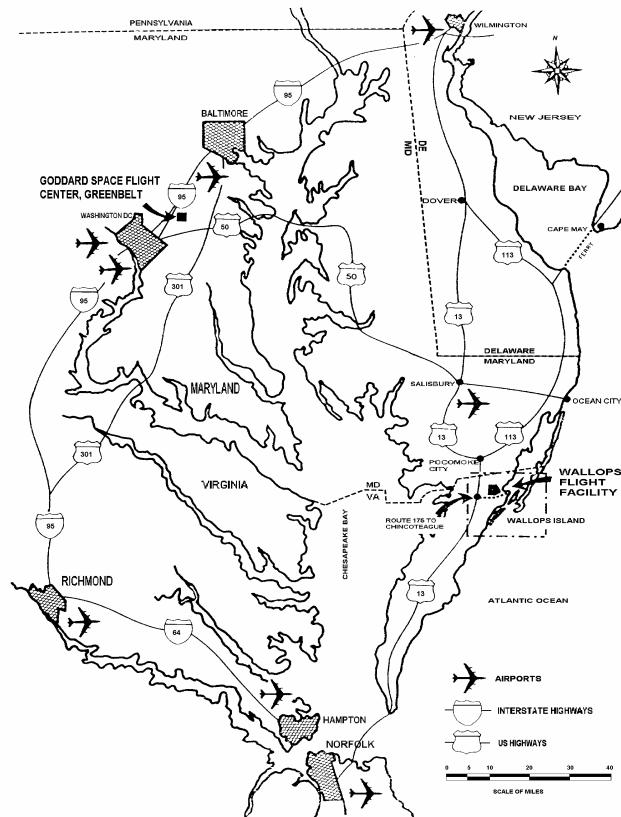 PENNSYLVANIA
MARYLAND
WILMINGTON
N
95
BALTIMORE
NEW JERSEY
DE
MD
GODDARD SPACE FLIGHT
CENTER, GREENBELT
95
DELAWARE BAY
WASHINGTON DC
DOVER
50
CAPE MAY
FERRY
113
50
301
95
13
DELAWARE
MARYLAND
SALISBURY
MARYLAND
OCEAN CITY
13
113
301
POCOMOKE
CITY
WALLOPS
FLIGHT
FACILITY
VIRGINIA
MD
VA
ROUTE 175 TO
CHINCOTEAGUE
WALLOPS ISLAND
95
CHESAPEAKE BAY
RICHMOND
13
ATLANTIC OCEAN
64
AIRPORTS
HAMPTON
INTERSTATE HIGHWAYS
NORFOLK
US HIGHWAYS
0 5 10 20 30 40
SCALE OF MILES